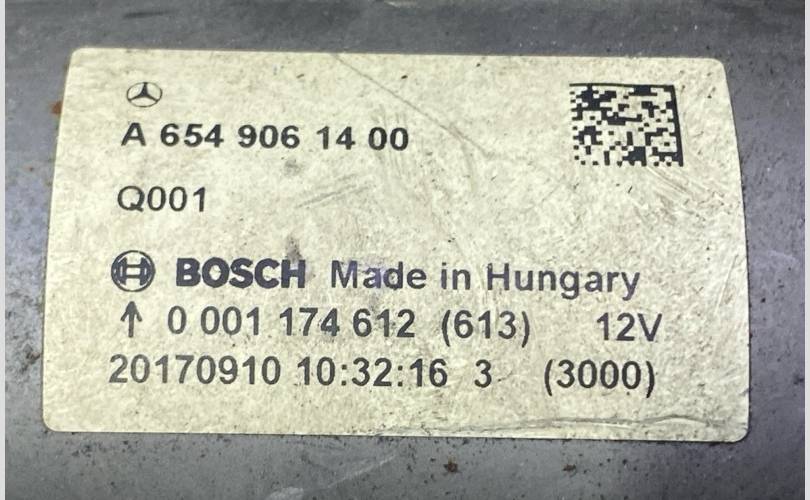 A 654 906 14 00
Q001
BOSCH Made in Hungary
↑ 0 001 174 612 (613) 12V
20170910 10:32:16 3 (3000)